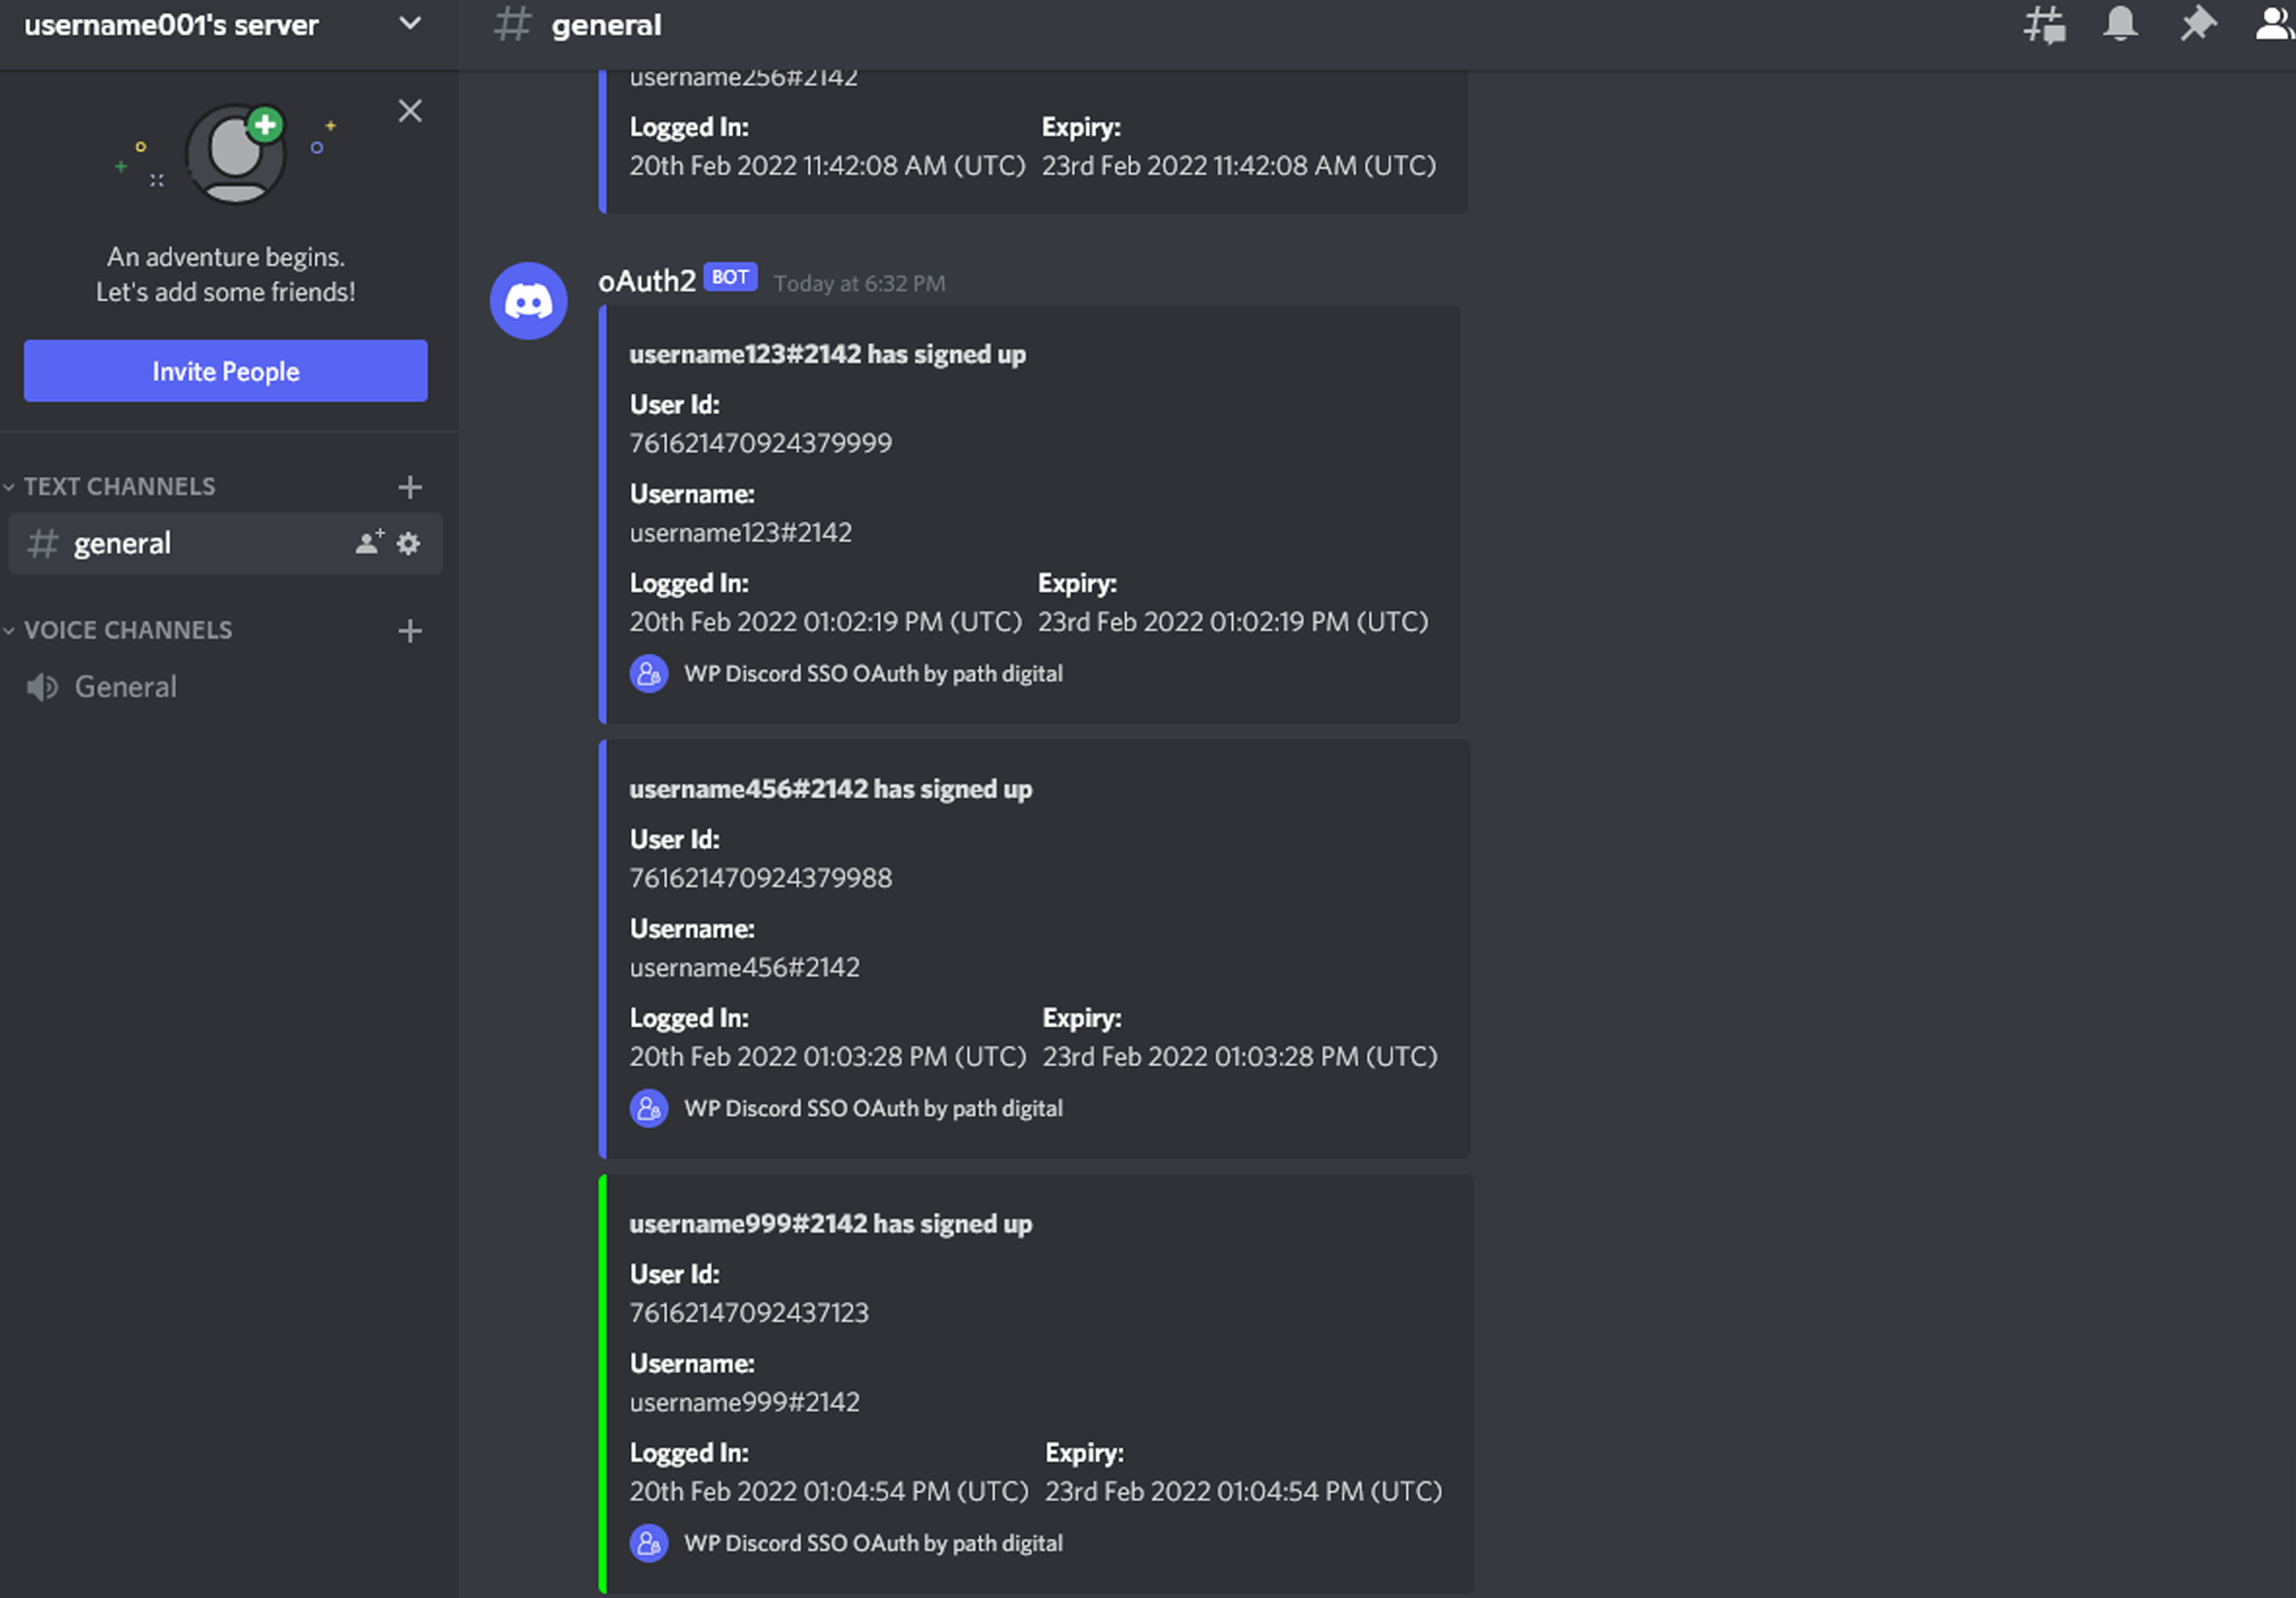 username001's server
An adventure begins.
Let's add some friends!
Invite People
TEXT CHANNELS
general
VOICE CHANNELS
General
general
username256#2142
Logged In: Expiry:
20th Feb 2022 11:42:08 AM (UTC) 23rd Feb 2022 11:42:08 AM (UTC)
oAuth2 BOT Today at 6:32 PM
username123#2142 has signed up
User Id:
761621470924379999
Username:
username123#2142
Logged In: Expiry:
20th Feb 2022 01:02:19 PM (UTC) 23rd Feb 2022 01:02:19 PM (UTC)
WP Discord SSO OAuth by path digital
username456#2142 has signed up
User Id:
761621470924379988
Username:
username456#2142
Logged In: Expiry:
20th Feb 2022 01:03:28 PM (UTC) 23rd Feb 2022 01:03:28 PM (UTC)
WP Discord SSO OAuth by path digital
username999#2142 has signed up
User Id:
76162147092437123
Username:
username999#2142
Logged In: Expiry:
20th Feb 2022 01:04:54 PM (UTC) 23rd Feb 2022 01:04:54 PM (UTC)
WP Discord SSO OAuth by path digital